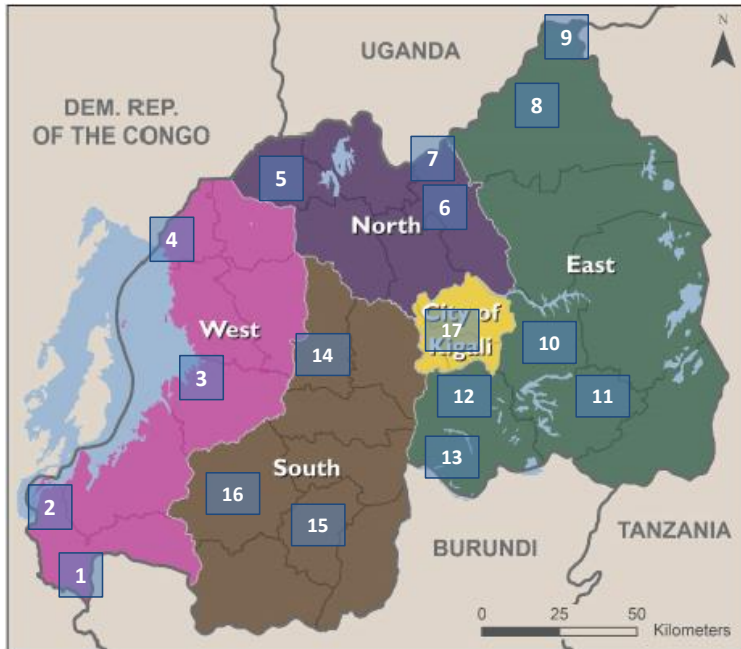 N
9
UGANDA
8
DEM. REP.
OF THE CONGO
7
5
6
North
4
East
City of
Kigali
17
West
10
14
3
11
12
13
South
16
2
15
TANZANIA
BURUNDI
1
0 25 50
Kilometers